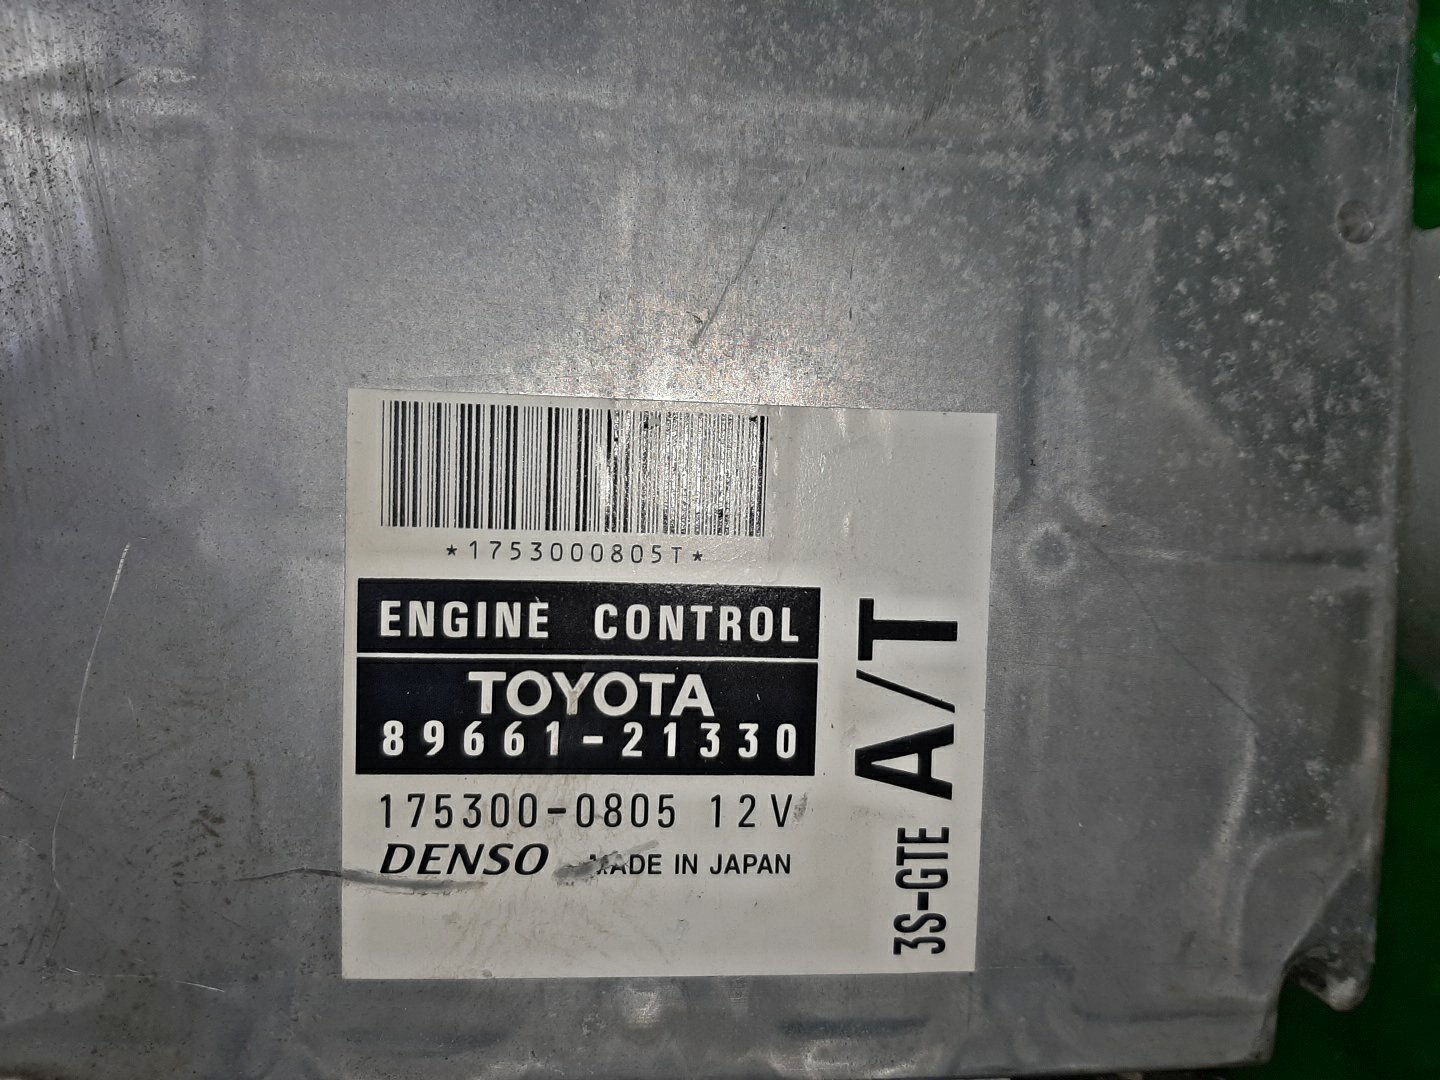 *1753000805T*
ENGINE CONTROL
TOYOTA
89661-21330
175300-0805 12V
DENSO MADE IN JAPAN
3S-GTE A/T